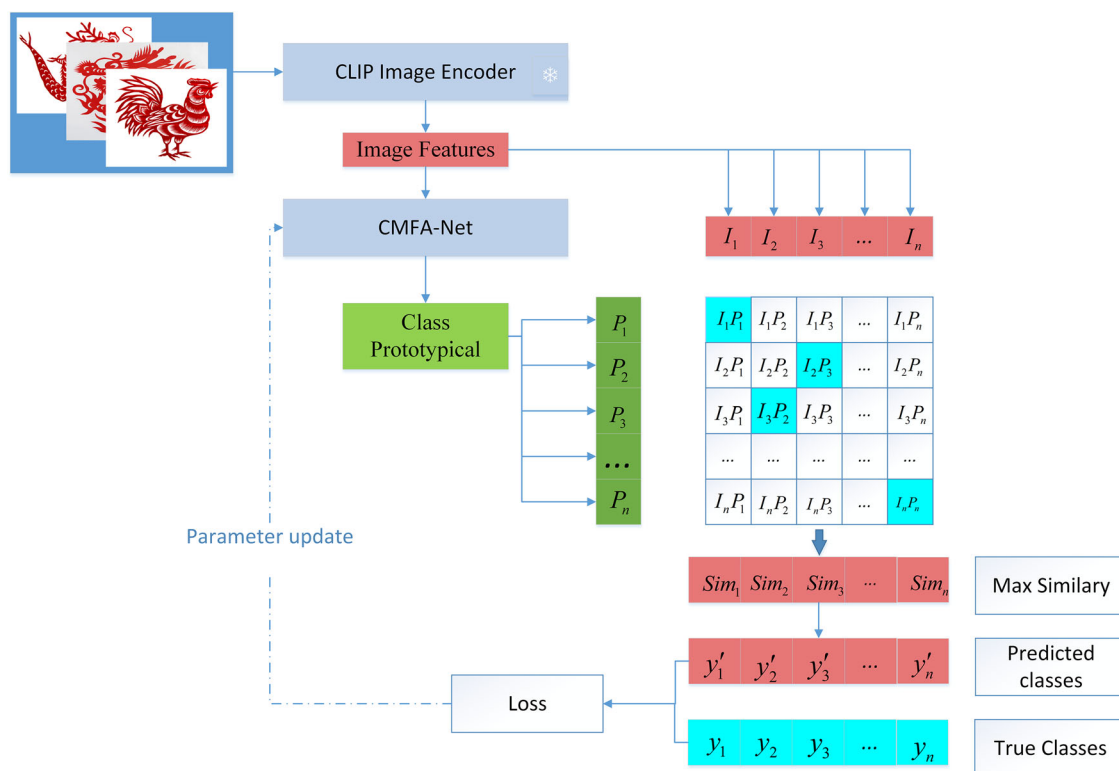 CLIP Image Encoder
Image Features
CMFA-Net
I₁ I₂ I₃ ... Iₙ
Class
Prototypical
P₁
P₂
P₃
...
Pₙ
I₁P₁ I₁P₂ I₁P₃ ... I₁Pₙ
I₂P₁ I₂P₂ I₂P₃ ... I₂Pₙ
I₃P₁ I₃P₂ I₃P₃ ... I₃Pₙ
... ... ... ... ...
IₙP₁ IₙP₂ IₙP₃ ... IₙPₙ
Parameter update
Sim₁ Sim₂ Sim₃ ... Simₙ
Max Similary
y′₁ y′₂ y′₃ ... y′ₙ
Predicted
classes
Loss
y₁ y₂ y₃ ... yₙ
True Classes